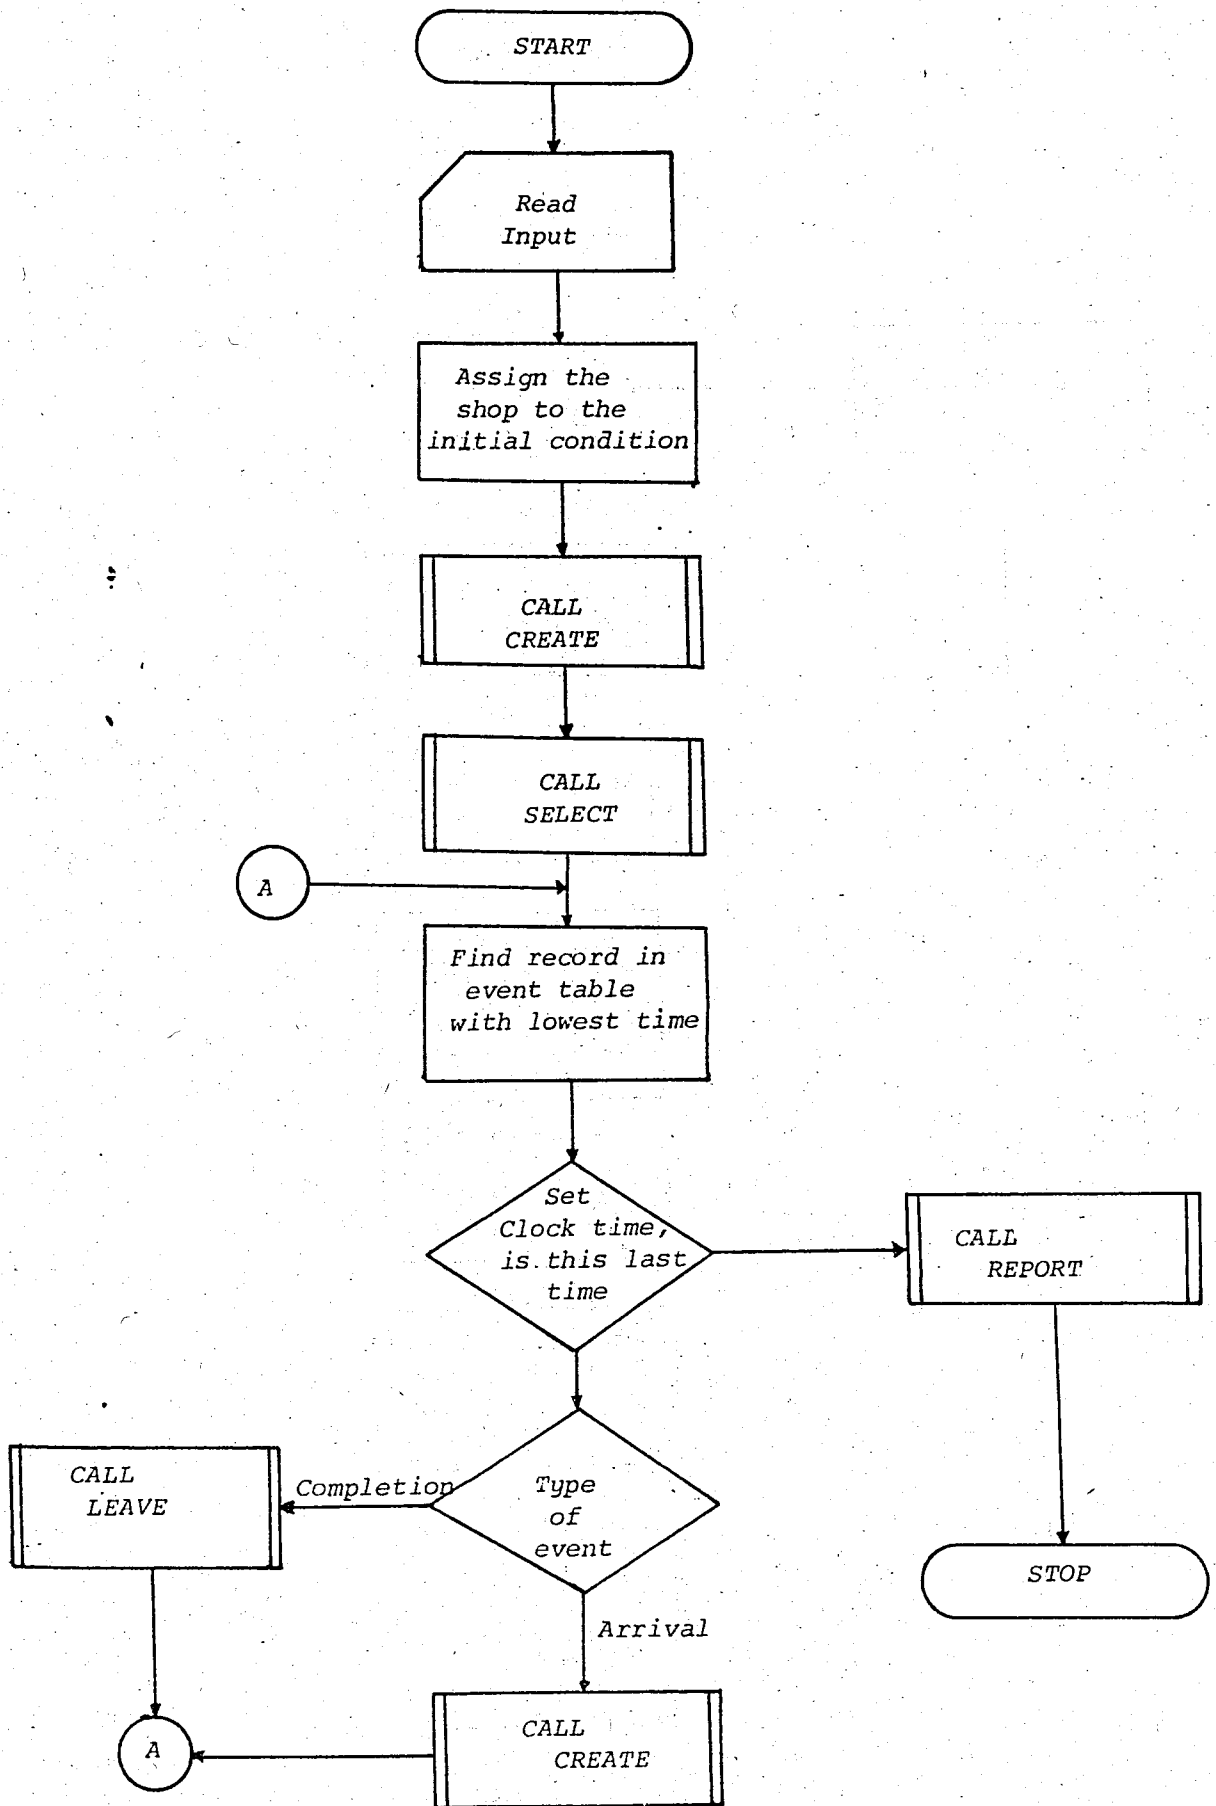 START
Read
Input
Assign the
shop to the
initial condition
CALL
CREATE
CALL
SELECT
A
Find record in
event table
with lowest time
Set
Clock time,
is this last
time
CALL
REPORT
CALL
LEAVE
Completion
Type
of
event
STOP
Arrival
A
CALL
CREATE